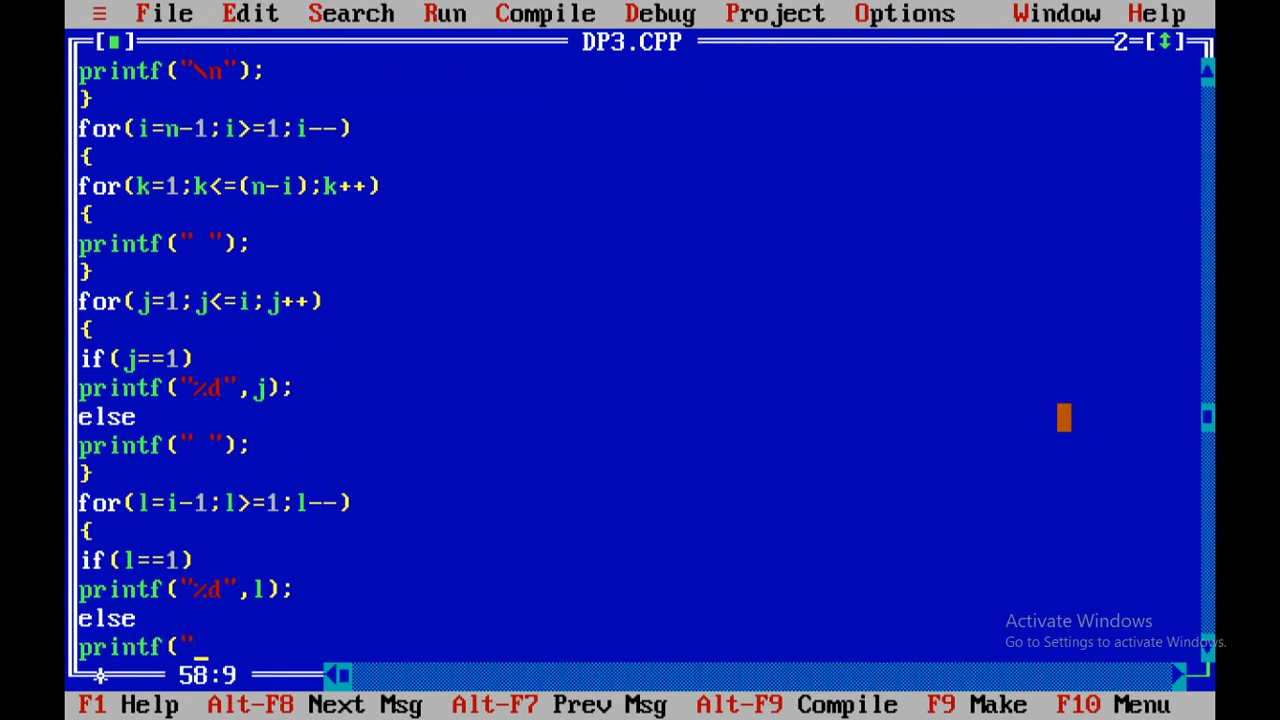 ≡ File Edit Search Run Compile Debug Project Options Window Help
[■] DP3.CPP 2=[↕]
printf("\n");
}
for(i=n-1;i>=1;i--)
{
for(k=1;k<=(n-i);k++)
{
printf(" ");
}
for(j=1;j<=i;j++)
{
if(j==1)
printf("%d",j);
else
printf(" ");
}
for(l=i-1;l>=1;l--)
{
if(l==1)
printf("%d",l);
else
printf("
Activate Windows
Go to Settings to activate Windows.
58:9
F1 Help Alt-F8 Next Msg Alt-F7 Prev Msg Alt-F9 Compile F9 Make F10 Menu